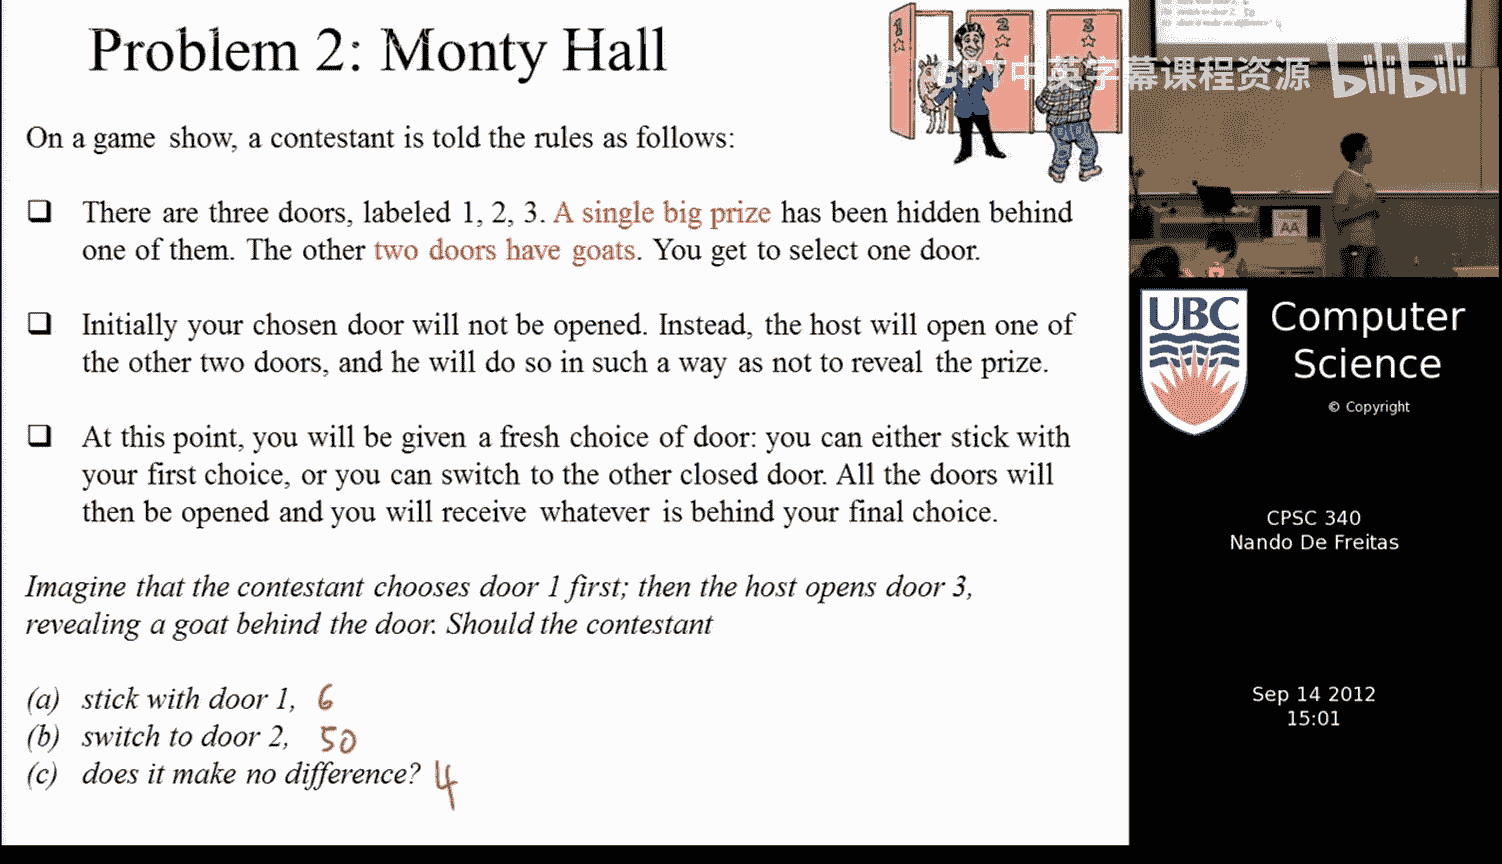 Problem 2: Monty Hall
1
2
3
GPT中英字幕课程资源
bilibili
On a game show, a contestant is told the rules as follows:
There are three doors, labeled 1, 2, 3. A single big prize has been hidden behind
one of them. The other two doors have goats. You get to select one door.
Initially your chosen door will not be opened. Instead, the host will open one of
the other two doors, and he will do so in such a way as not to reveal the prize.
At this point, you will be given a fresh choice of door: you can either stick with
your first choice, or you can switch to the other closed door. All the doors will
then be opened and you will receive whatever is behind your final choice.
Imagine that the contestant chooses door 1 first; then the host opens door 3,
revealing a goat behind the door. Should the contestant
(a) stick with door 1, 6
(b) switch to door 2, 50
(c) does it make no difference? 4
AA
UBC
Computer
Science
© Copyright
CPSC 340
Nando De Freitas
Sep 14 2012
15:01